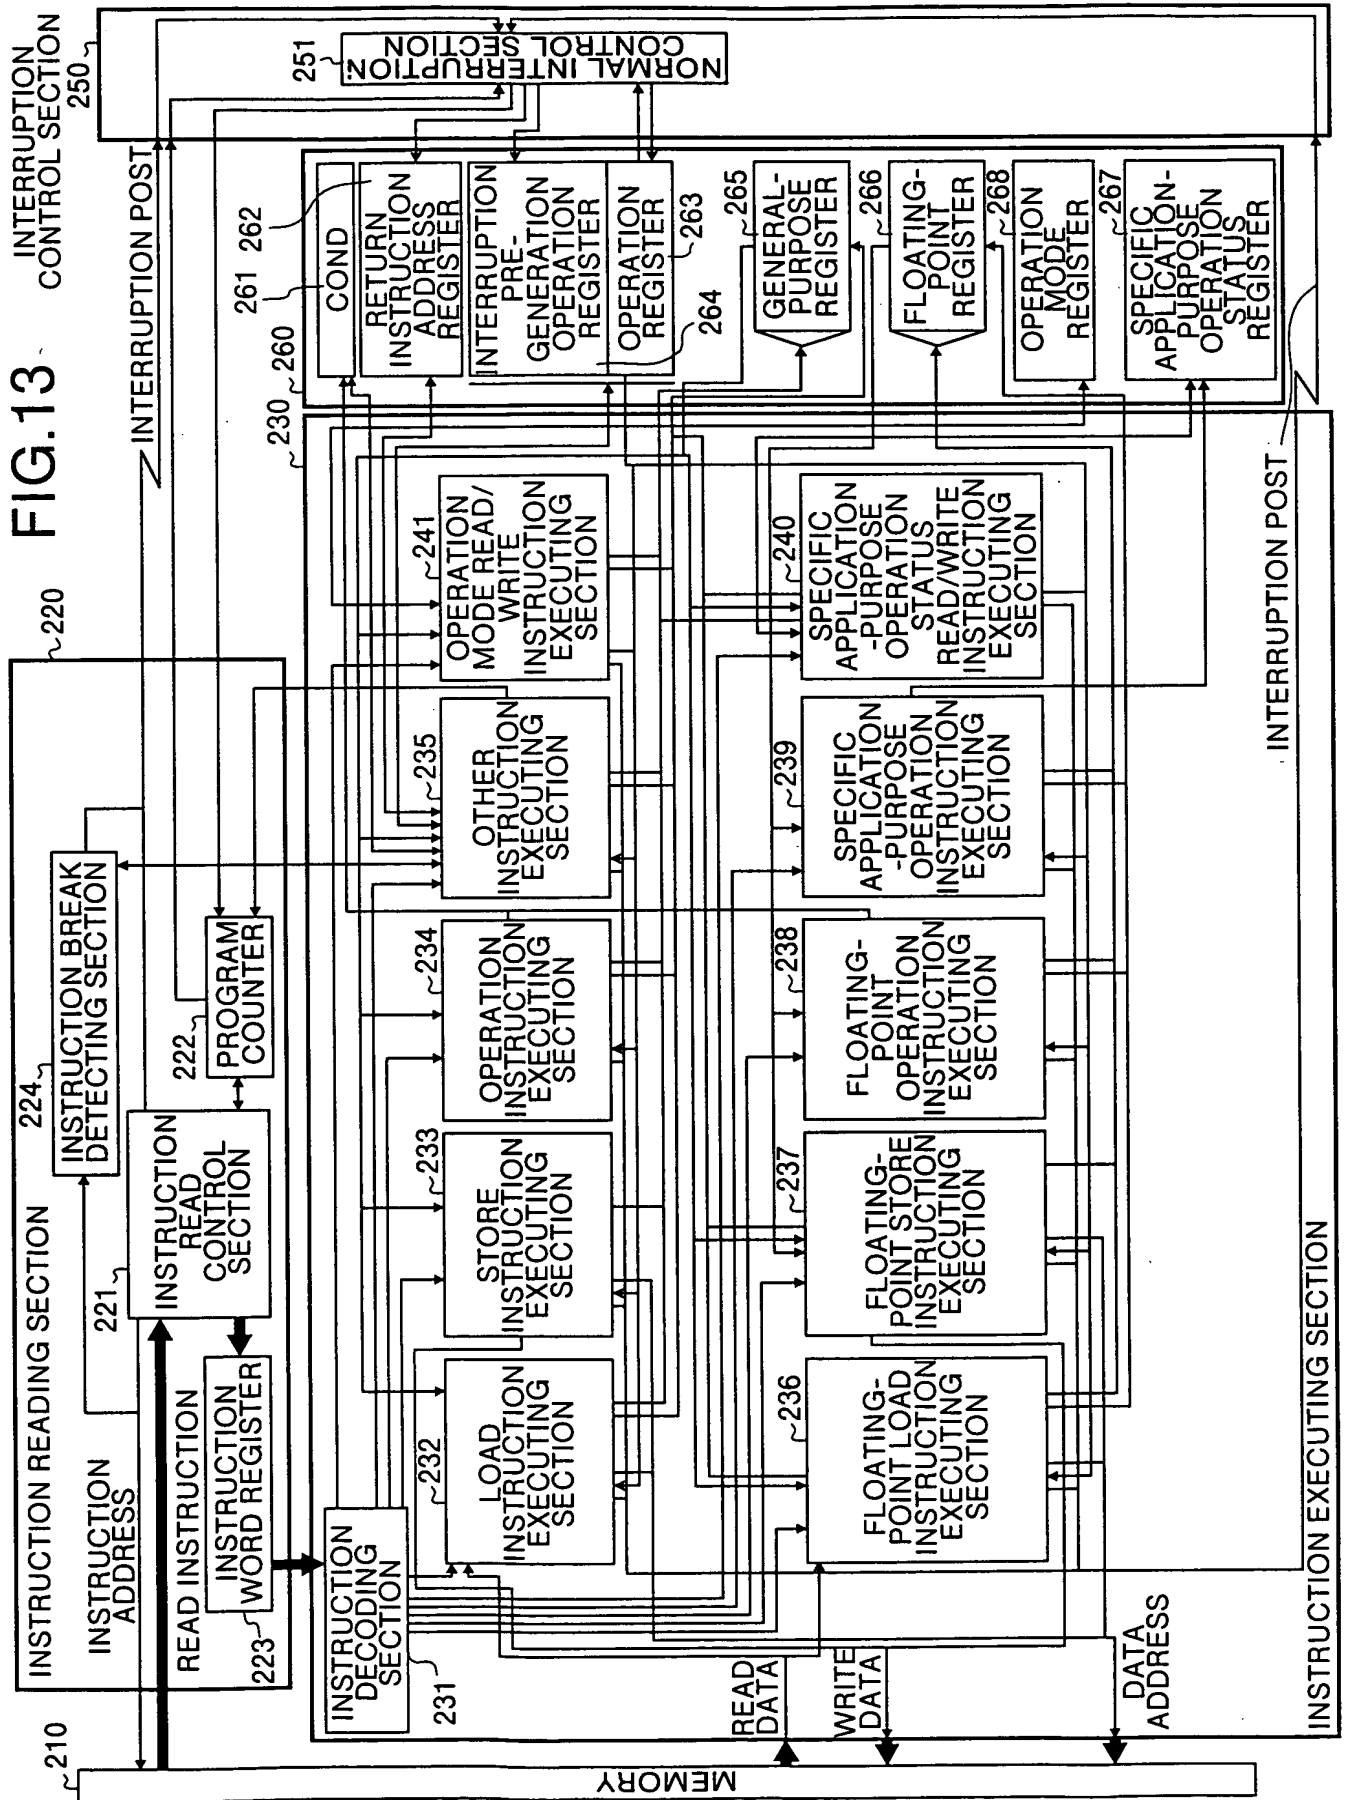 FIG.13
INTERRUPTION
CONTROL SECTION
250
INTERRUPTION POST
NORMAL INTERRUPTION
CONTROL SECTION
251
220
INSTRUCTION READING SECTION
224
INSTRUCTION BREAK
DETECTING SECTION
221
INSTRUCTION
READ
CONTROL
SECTION
222
PROGRAM
COUNTER
INSTRUCTION
ADDRESS
READ INSTRUCTION
INSTRUCTION
WORD REGISTER
223
210
MEMORY
230
260
261
COND
262
RETURN
INSTRUCTION
ADDRESS
REGISTER
INTERRUPTION
PRE-
GENERATION
OPERATION
REGISTER
OPERATION
REGISTER
263
264
265
GENERAL-
PURPOSE
REGISTER
266
FLOATING-
POINT
REGISTER
268
OPERATION
MODE
REGISTER
267
SPECIFIC
APPLICATION-
PURPOSE
OPERATION
STATUS
REGISTER
INSTRUCTION
DECODING
SECTION
231
232
LOAD
INSTRUCTION
EXECUTING
SECTION
233
STORE
INSTRUCTION
EXECUTING
SECTION
234
OPERATION
INSTRUCTION
EXECUTING
SECTION
235
OTHER
INSTRUCTION
EXECUTING
SECTION
241
OPERATION
MODE READ/
WRITE
INSTRUCTION
EXECUTING
SECTION
236
FLOATING-
POINT LOAD
INSTRUCTION
EXECUTING
SECTION
237
FLOATING-
POINT STORE
INSTRUCTION
EXECUTING
SECTION
238
FLOATING-
POINT
OPERATION
INSTRUCTION
EXECUTING
SECTION
239
SPECIFIC
APPLICATION
-PURPOSE
OPERATION
INSTRUCTION
EXECUTING
SECTION
240
SPECIFIC
APPLICATION
-PURPOSE
OPERATION
STATUS
READ/WRITE
INSTRUCTION
EXECUTING
SECTION
READ
DATA
WRITE
DATA
DATA
ADDRESS
INTERRUPTION POST
INSTRUCTION EXECUTING SECTION